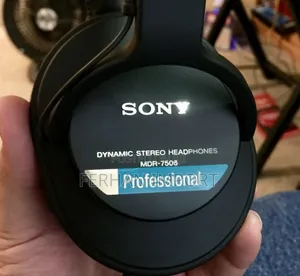 SONY
DYNAMIC STEREO HEADPHONES
MDR-7506
Professional